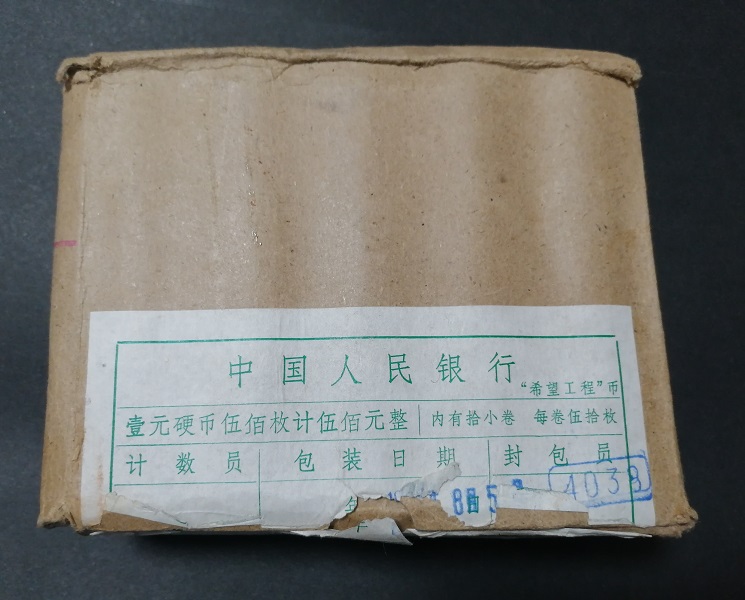 中国人民银行
“希望工程”币
壹元硬币伍佰枚计伍佰元整 内有拾小卷 每卷伍拾枚
计数员 包装日期 封包员
4038